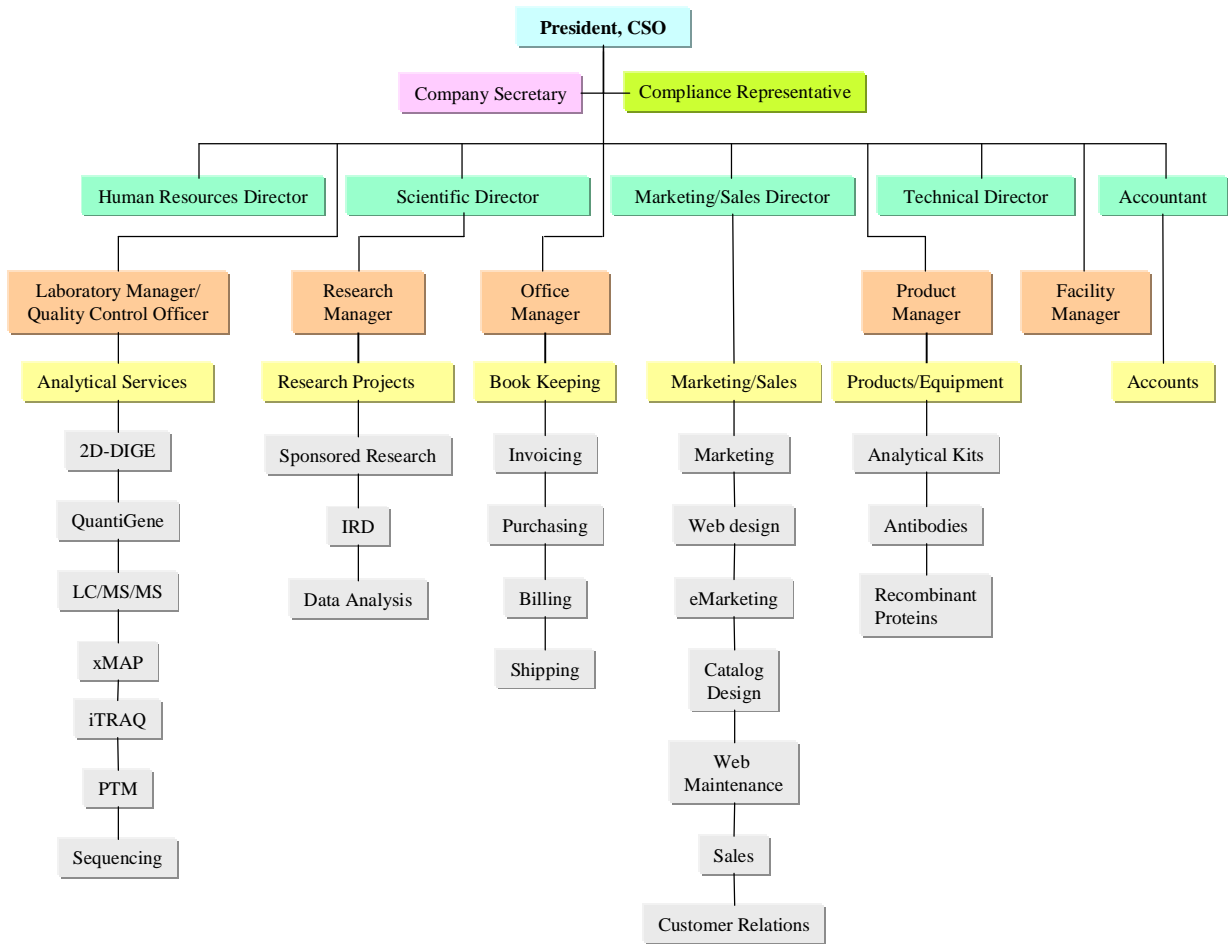 President, CSO
Company Secretary
Compliance Representative
Human Resources Director
Scientific Director
Marketing/Sales Director
Technical Director
Accountant
Laboratory Manager/
Quality Control Officer
Research
Manager
Office
Manager
Product
Manager
Facility
Manager
Analytical Services
Research Projects
Book Keeping
Marketing/Sales
Products/Equipment
Accounts
2D-DIGE
QuantiGene
LC/MS/MS
xMAP
iTRAQ
PTM
Sequencing
Sponsored Research
IRD
Data Analysis
Invoicing
Purchasing
Billing
Shipping
Marketing
Web design
eMarketing
Catalog
Design
Web
Maintenance
Sales
Customer Relations
Analytical Kits
Antibodies
Recombinant
Proteins